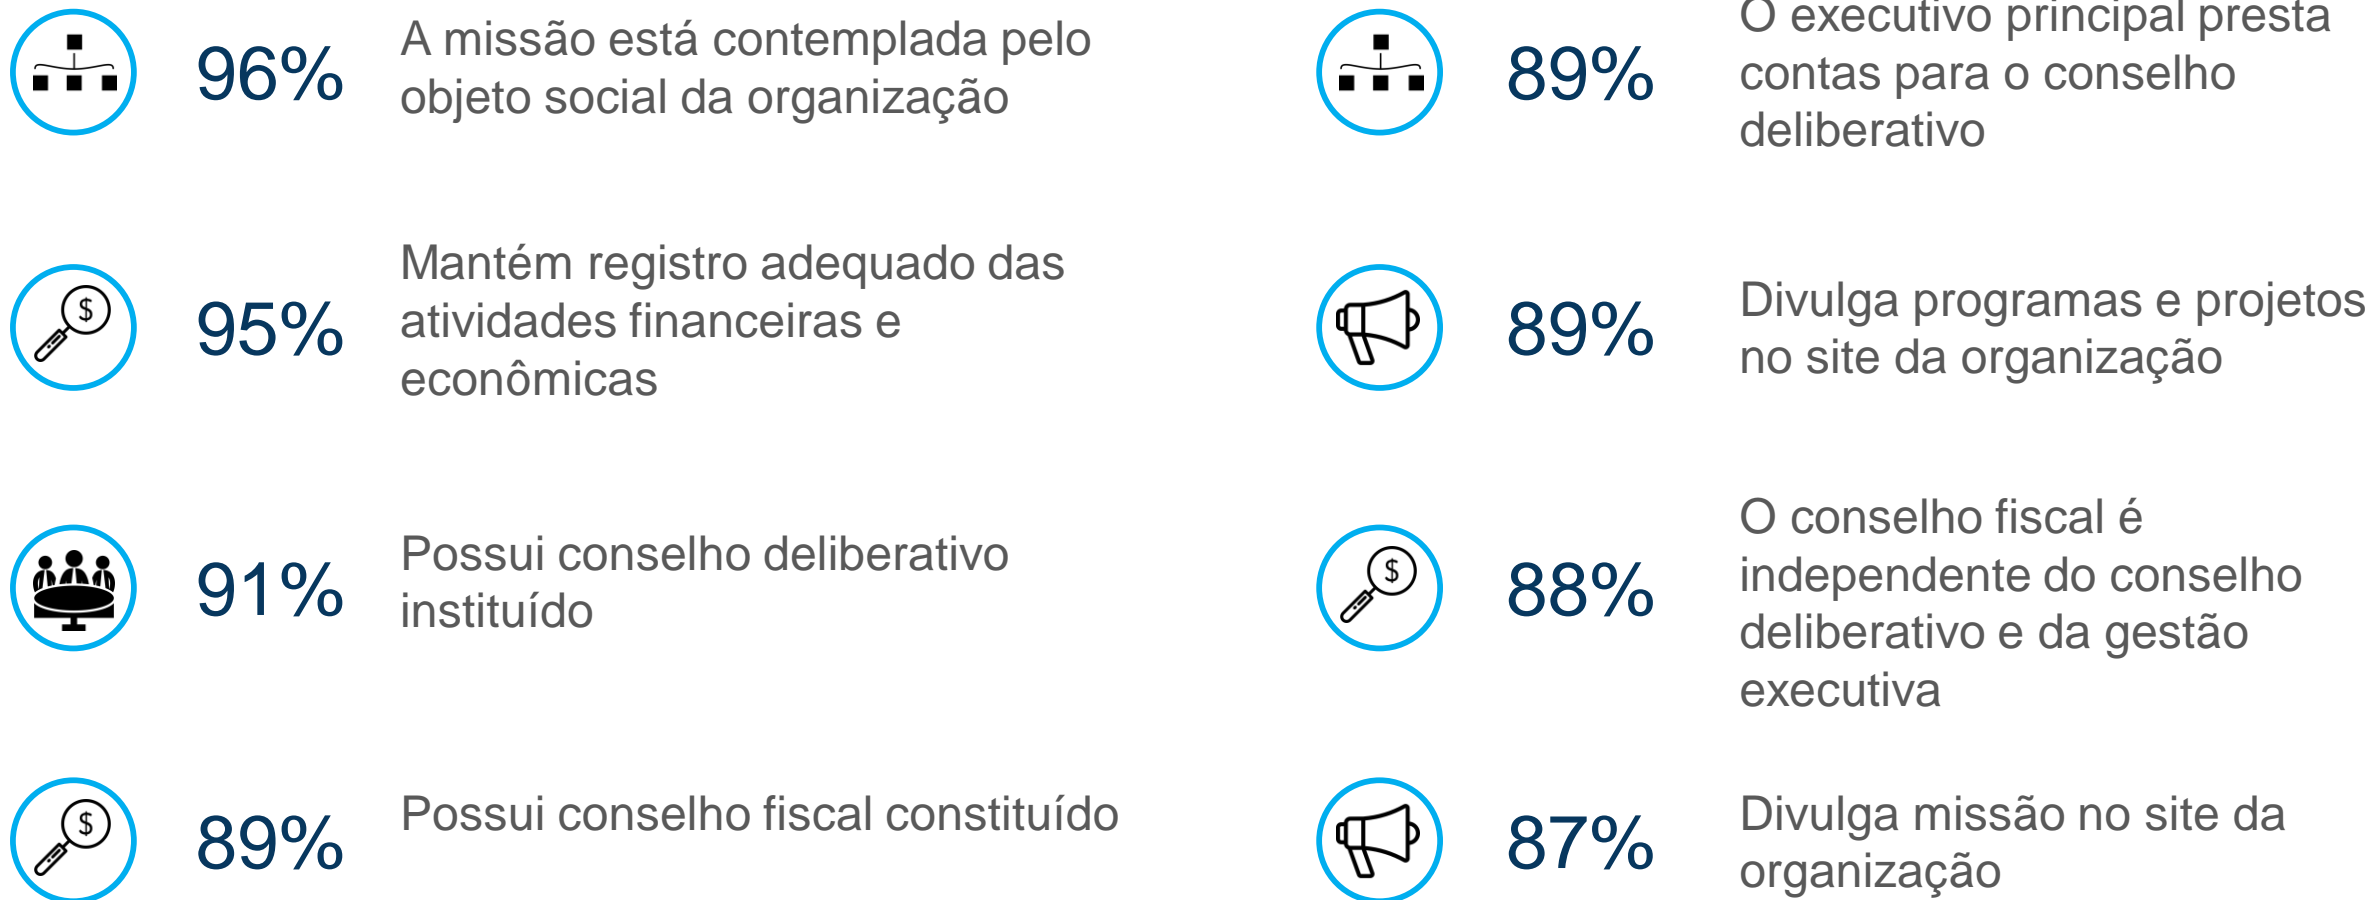 96%
A missão está contemplada pelo
objeto social da organização
95%
Mantém registro adequado das
atividades financeiras e
econômicas
91%
Possui conselho deliberativo
instituído
89%
Possui conselho fiscal constituído
89%
O executivo principal presta
contas para o conselho
deliberativo
89%
Divulga programas e projetos
no site da organização
88%
O conselho fiscal é
independente do conselho
deliberativo e da gestão
executiva
87%
Divulga missão no site da
organização